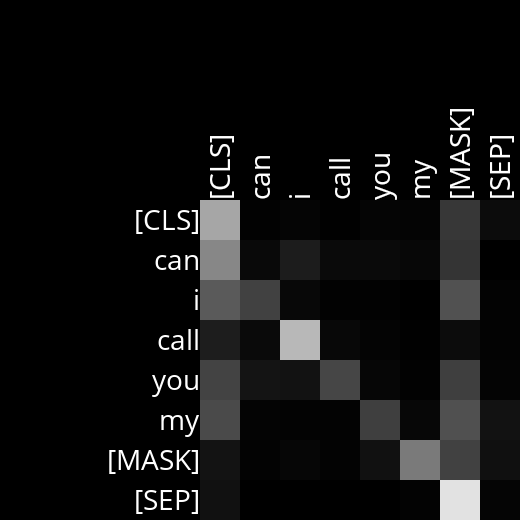 [CLS] can i call you my [MASK] [SEP]
[CLS]
can
i
call
you
my
[MASK]
[SEP]